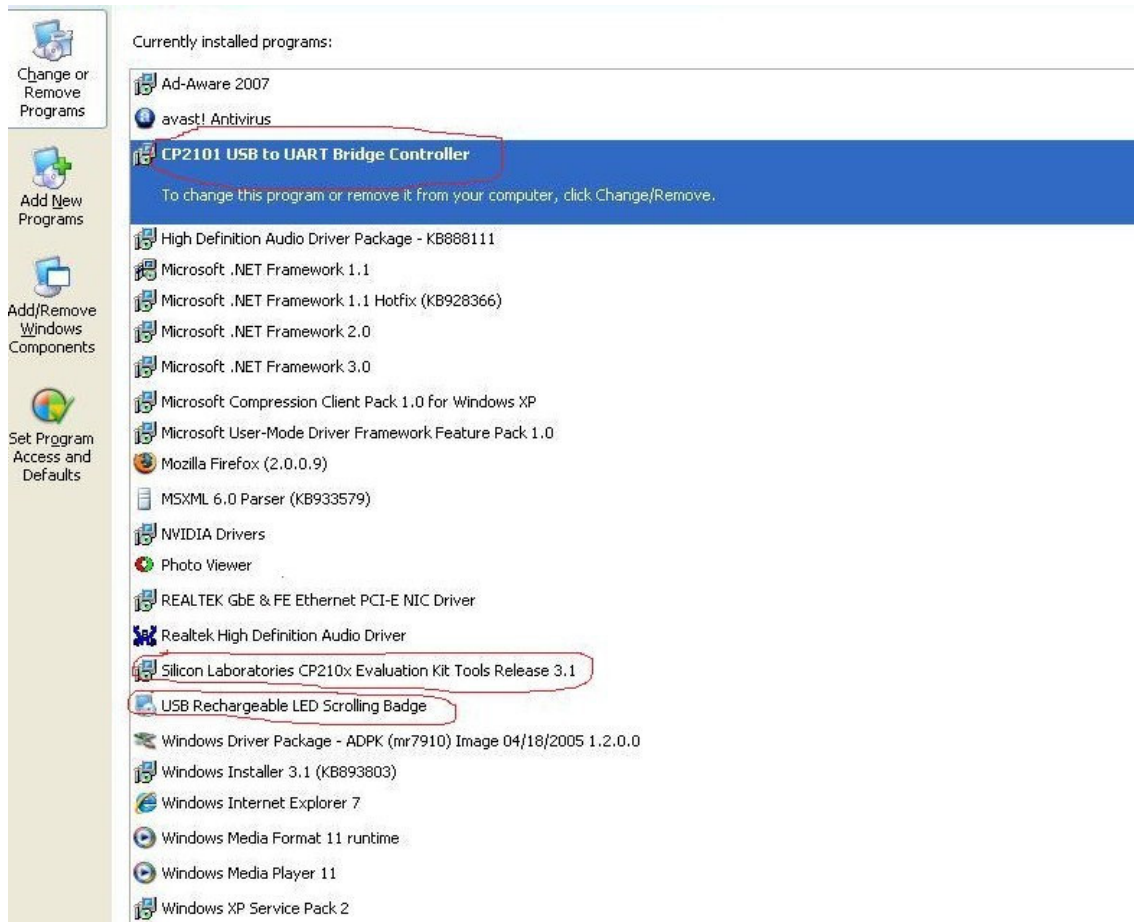 Change or
Remove
Programs
Add New
Programs
Add/Remove
Windows
Components
Set Program
Access and
Defaults
Currently installed programs:
Ad-Aware 2007
avast! Antivirus
CP2101 USB to UART Bridge Controller
To change this program or remove it from your computer, click Change/Remove.
High Definition Audio Driver Package - KB888111
Microsoft .NET Framework 1.1
Microsoft .NET Framework 1.1 Hotfix (KB928366)
Microsoft .NET Framework 2.0
Microsoft .NET Framework 3.0
Microsoft Compression Client Pack 1.0 for Windows XP
Microsoft User-Mode Driver Framework Feature Pack 1.0
Mozilla Firefox (2.0.0.9)
MSXML 6.0 Parser (KB933579)
NVIDIA Drivers
Photo Viewer
REALTEK GbE & FE Ethernet PCI-E NIC Driver
Realtek High Definition Audio Driver
Silicon Laboratories CP210x Evaluation Kit Tools Release 3.1
USB Rechargeable LED Scrolling Badge
Windows Driver Package - ADPK (mr7910) Image 04/18/2005 1.2.0.0
Windows Installer 3.1 (KB893803)
Windows Internet Explorer 7
Windows Media Format 11 runtime
Windows Media Player 11
Windows XP Service Pack 2